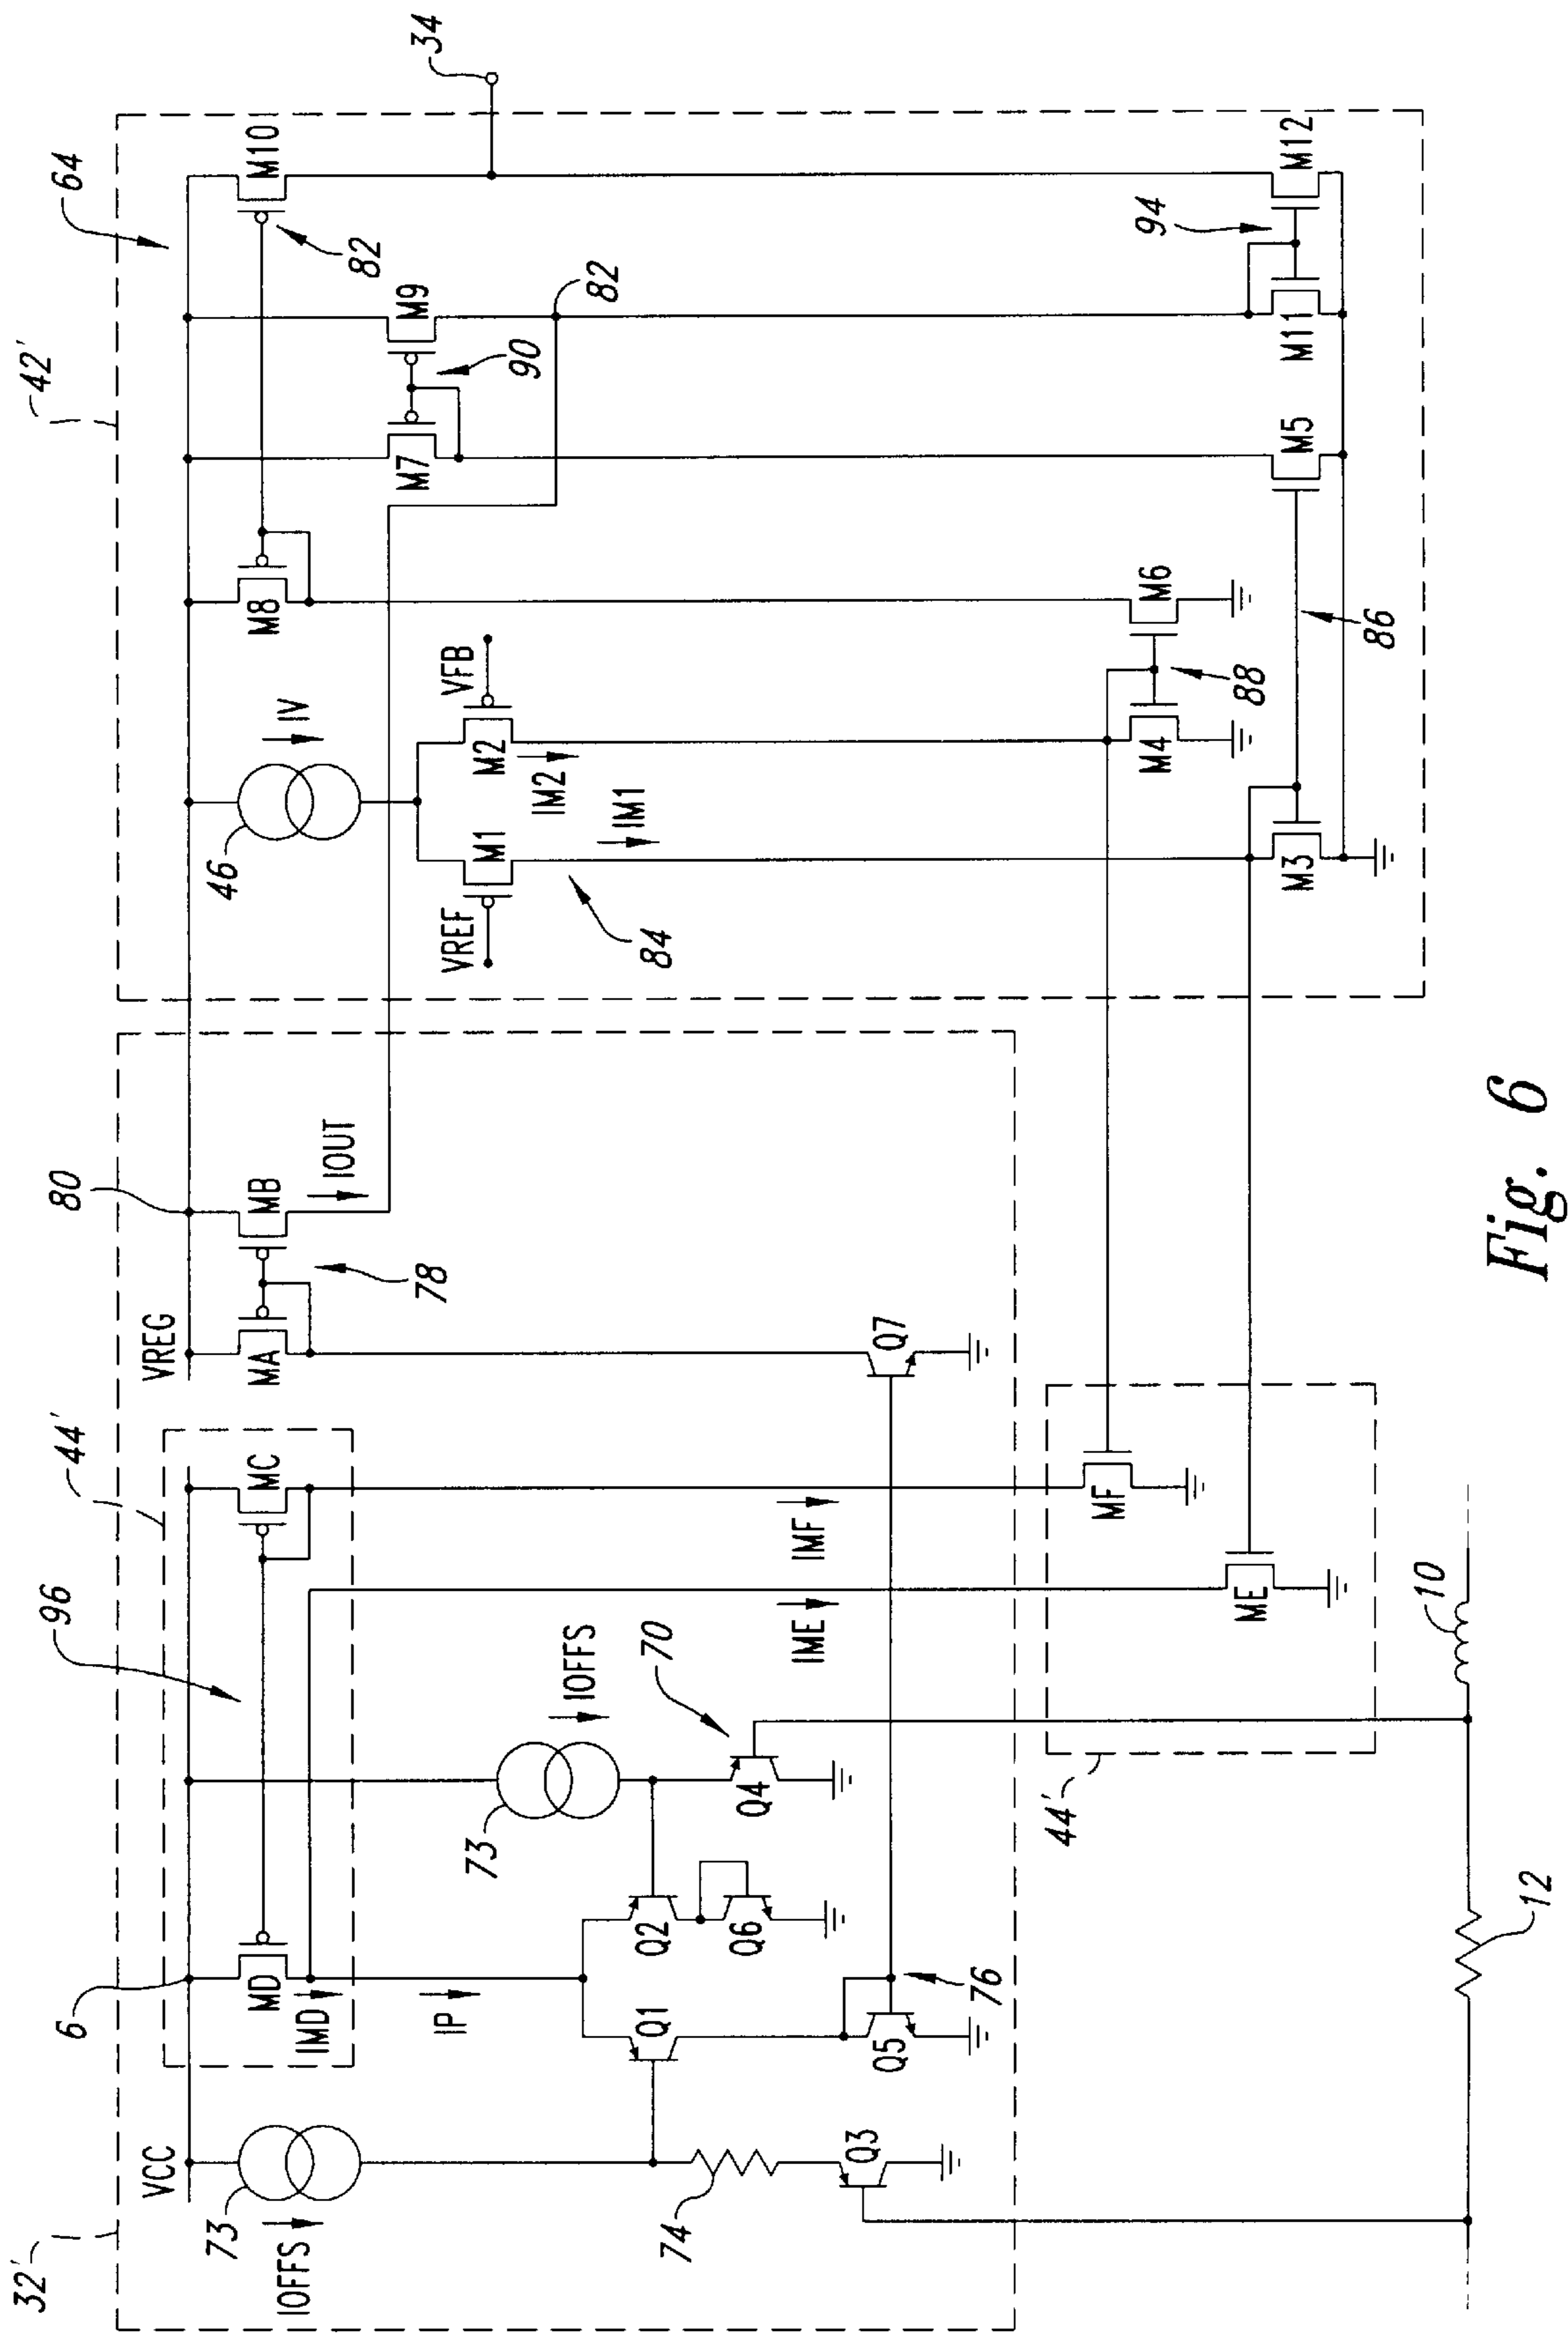 32'
42'
44'
6
96
80
64
34
VCC
VREG
73
IOFFS
MD
IMD
IP
MC
MA
MB
IOUT
78
46
IV
M8
M10
82
M7
M9
90
82
VREF
M1
M2
VFB
IM2
IM1
84
73
IOFFS
70
74
Q1
Q2
Q6
Q4
Q3
Q5
76
Q7
IME
IMF
44'
MF
ME
M4
M6
88
M3
86
M5
M11
M12
94
12
10
Fig. 6